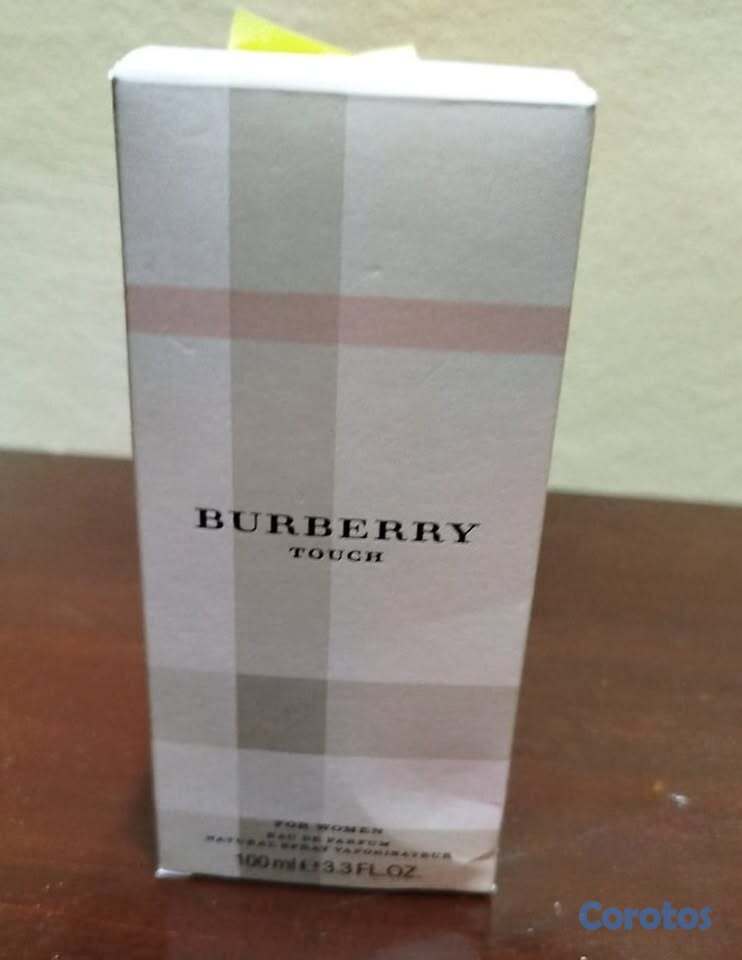 BURBERRY
TOUCH
FOR WOMEN
EAU DE PARFUM
NATURAL SPRAY VAPORISATEUR
100 ml ℮ 3.3 FL.OZ.
Corotos